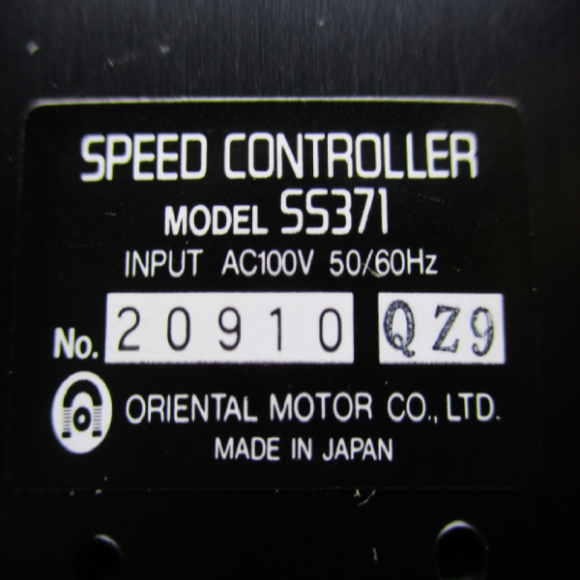 SPEED CONTROLLER
MODEL SS371
INPUT AC100V 50/60Hz
No. 20910 QZ9
ORIENTAL MOTOR CO., LTD.
MADE IN JAPAN